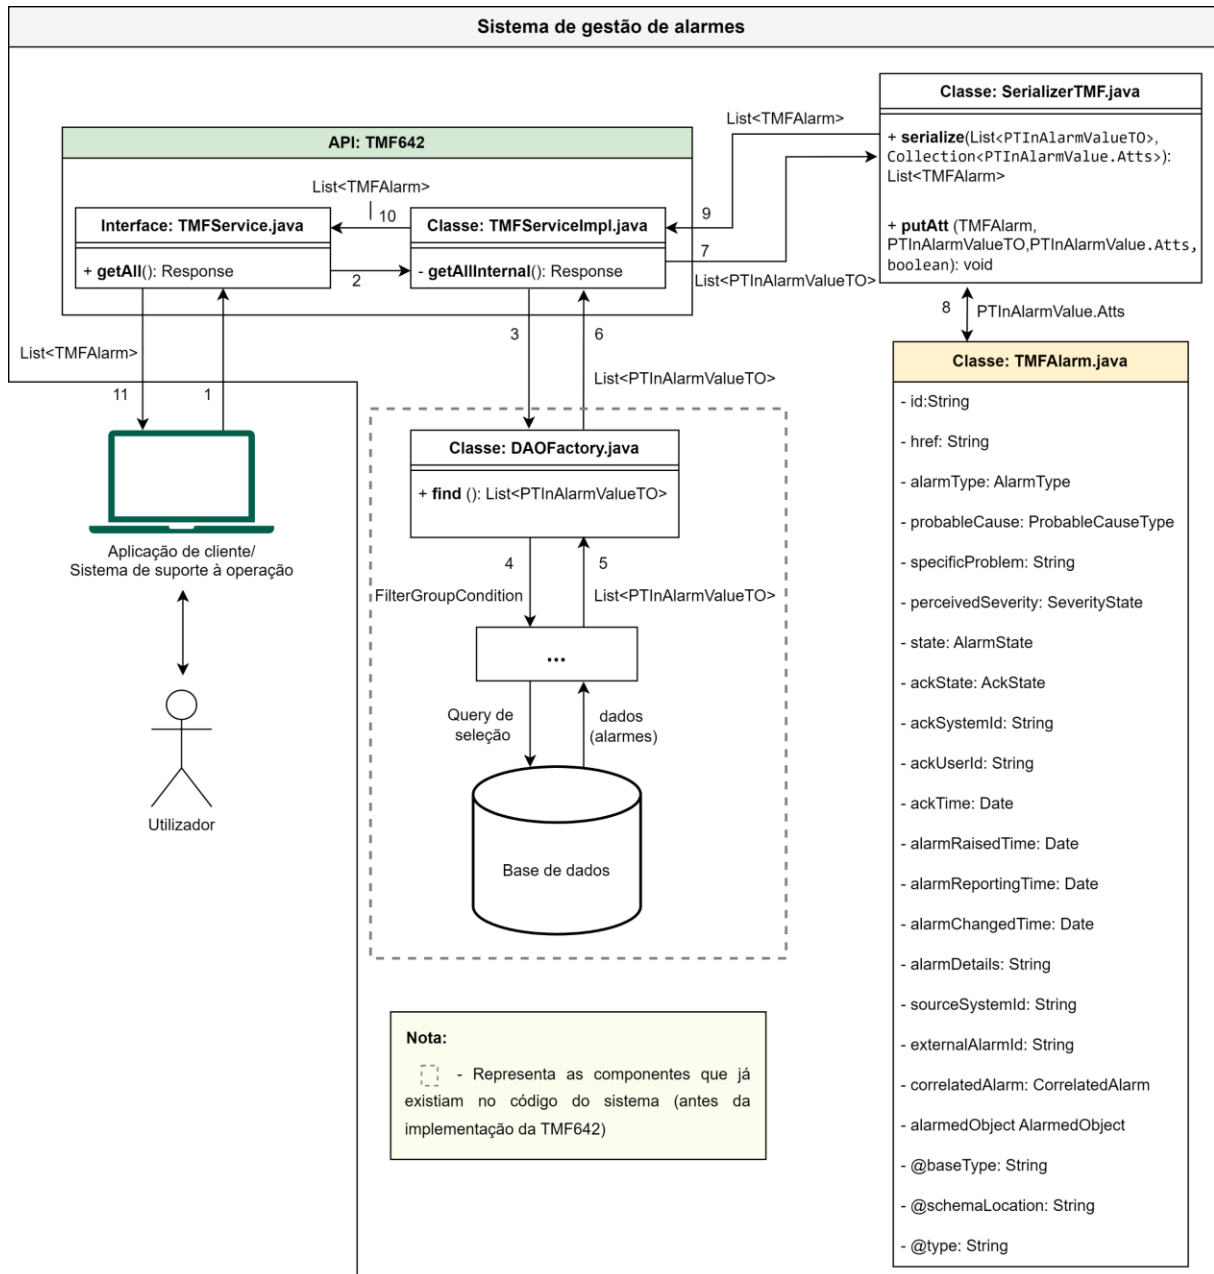 Sistema de gestão de alarmes
Classe: SerializerTMF.java
+ serialize(List<PTInAlarmValueTO>,
Collection<PTInAlarmValue.Atts>):
List<TMFAlarm>
+ putAtt (TMFAlarm,
PTInAlarmValueTO,PTInAlarmValue.Atts,
boolean): void
List<TMFAlarm>
9
7
List<PTInAlarmValueTO>
API: TMF642
List<TMFAlarm>
10
Interface: TMFService.java
+ getAll(): Response
2
Classe: TMFServiceImpl.java
- getAllInternal(): Response
8
PTInAlarmValue.Atts
List<TMFAlarm>
11
1
3
6
List<PTInAlarmValueTO>
Classe: DAOFactory.java
+ find (): List<PTInAlarmValueTO>
4
5
FilterGroupCondition
List<PTInAlarmValueTO>
...
Query de
seleção
dados
(alarmes)
Base de dados
Aplicação de cliente/
Sistema de suporte à operação
Utilizador
Classe: TMFAlarm.java
- id:String
- href: String
- alarmType: AlarmType
- probableCause: ProbableCauseType
- specificProblem: String
- perceivedSeverity: SeverityState
- state: AlarmState
- ackState: AckState
- ackSystemId: String
- ackUserId: String
- ackTime: Date
- alarmRaisedTime: Date
- alarmReportingTime: Date
- alarmChangedTime: Date
- alarmDetails: String
- sourceSystemId: String
- externalAlarmId: String
- correlatedAlarm: CorrelatedAlarm
- alarmedObject AlarmedObject
- @baseType: String
- @schemaLocation: String
- @type: String
Nota:
- Representa as componentes que já
existiam no código do sistema (antes da
implementação da TMF642)